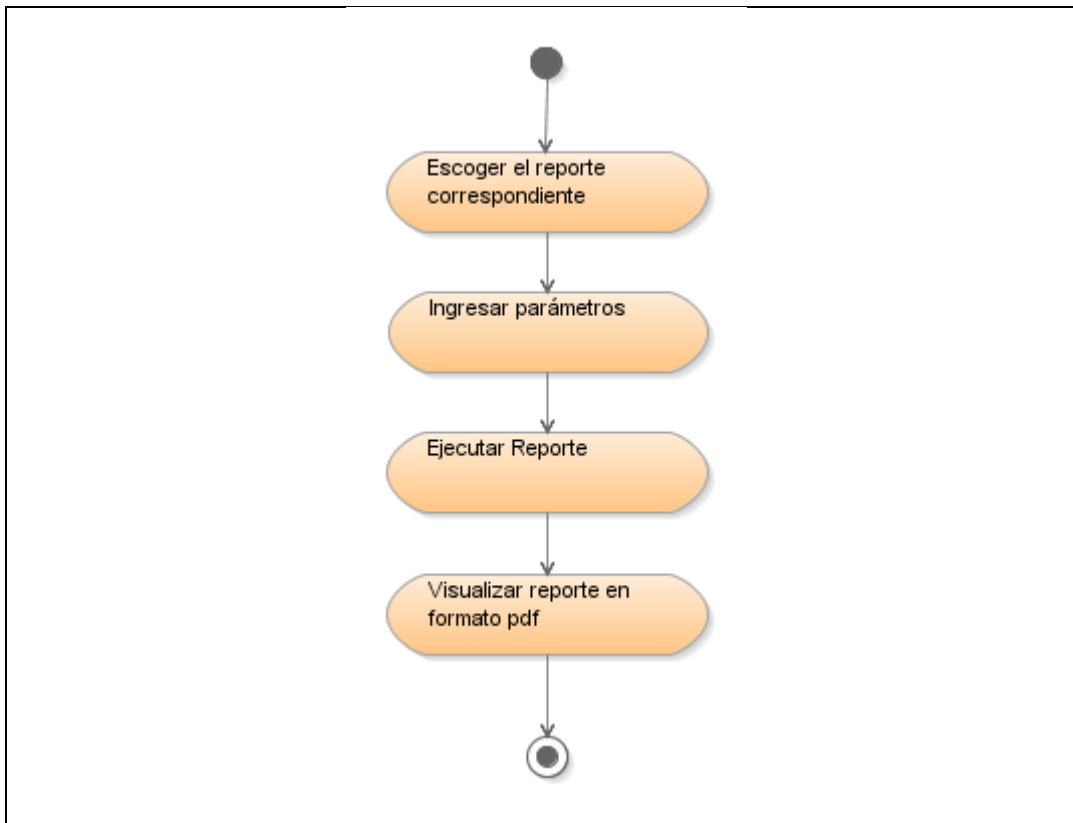 Escoger el reporte
correspondiente
Ingresar parámetros
Ejecutar Reporte
Visualizar reporte en
formato pdf